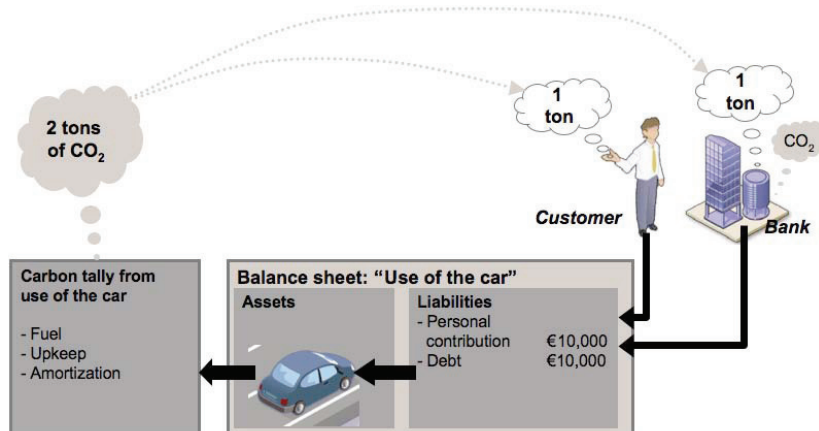 1
ton
1
ton
2 tons
of CO₂
CO₂
Customer
Bank
Carbon tally from
use of the car
- Fuel
- Upkeep
- Amortization
Balance sheet: “Use of the car”
Assets
Liabilities
- Personal
contribution €10,000
- Debt €10,000